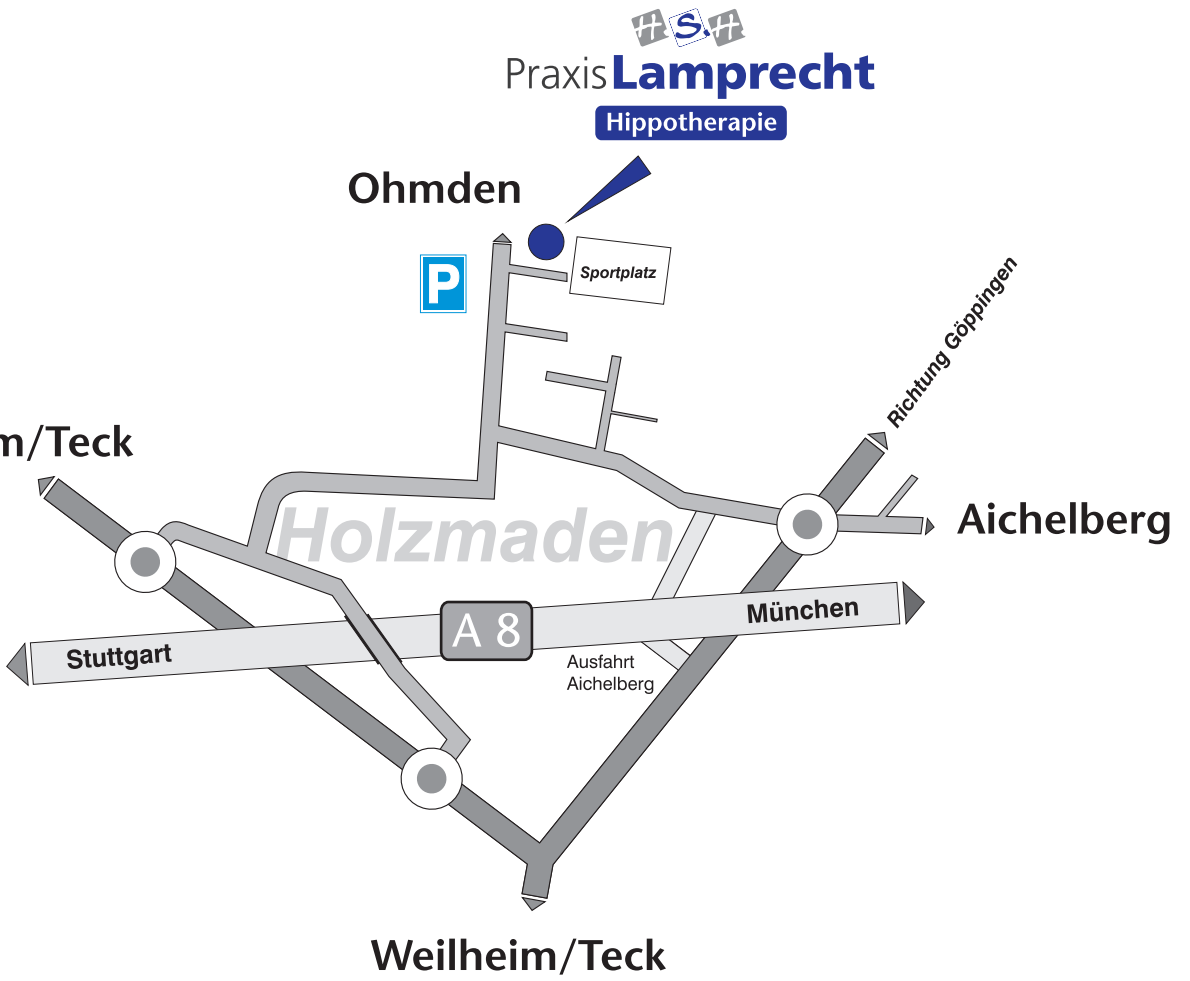 H S. H
Praxis Lamprecht
Hippotherapie
Ohmden
P
Sportplatz
Richtung Göppingen
m/Teck
Aichelberg
Holzmaden
A 8
München
Stuttgart
Ausfahrt
Aichelberg
Weilheim/Teck